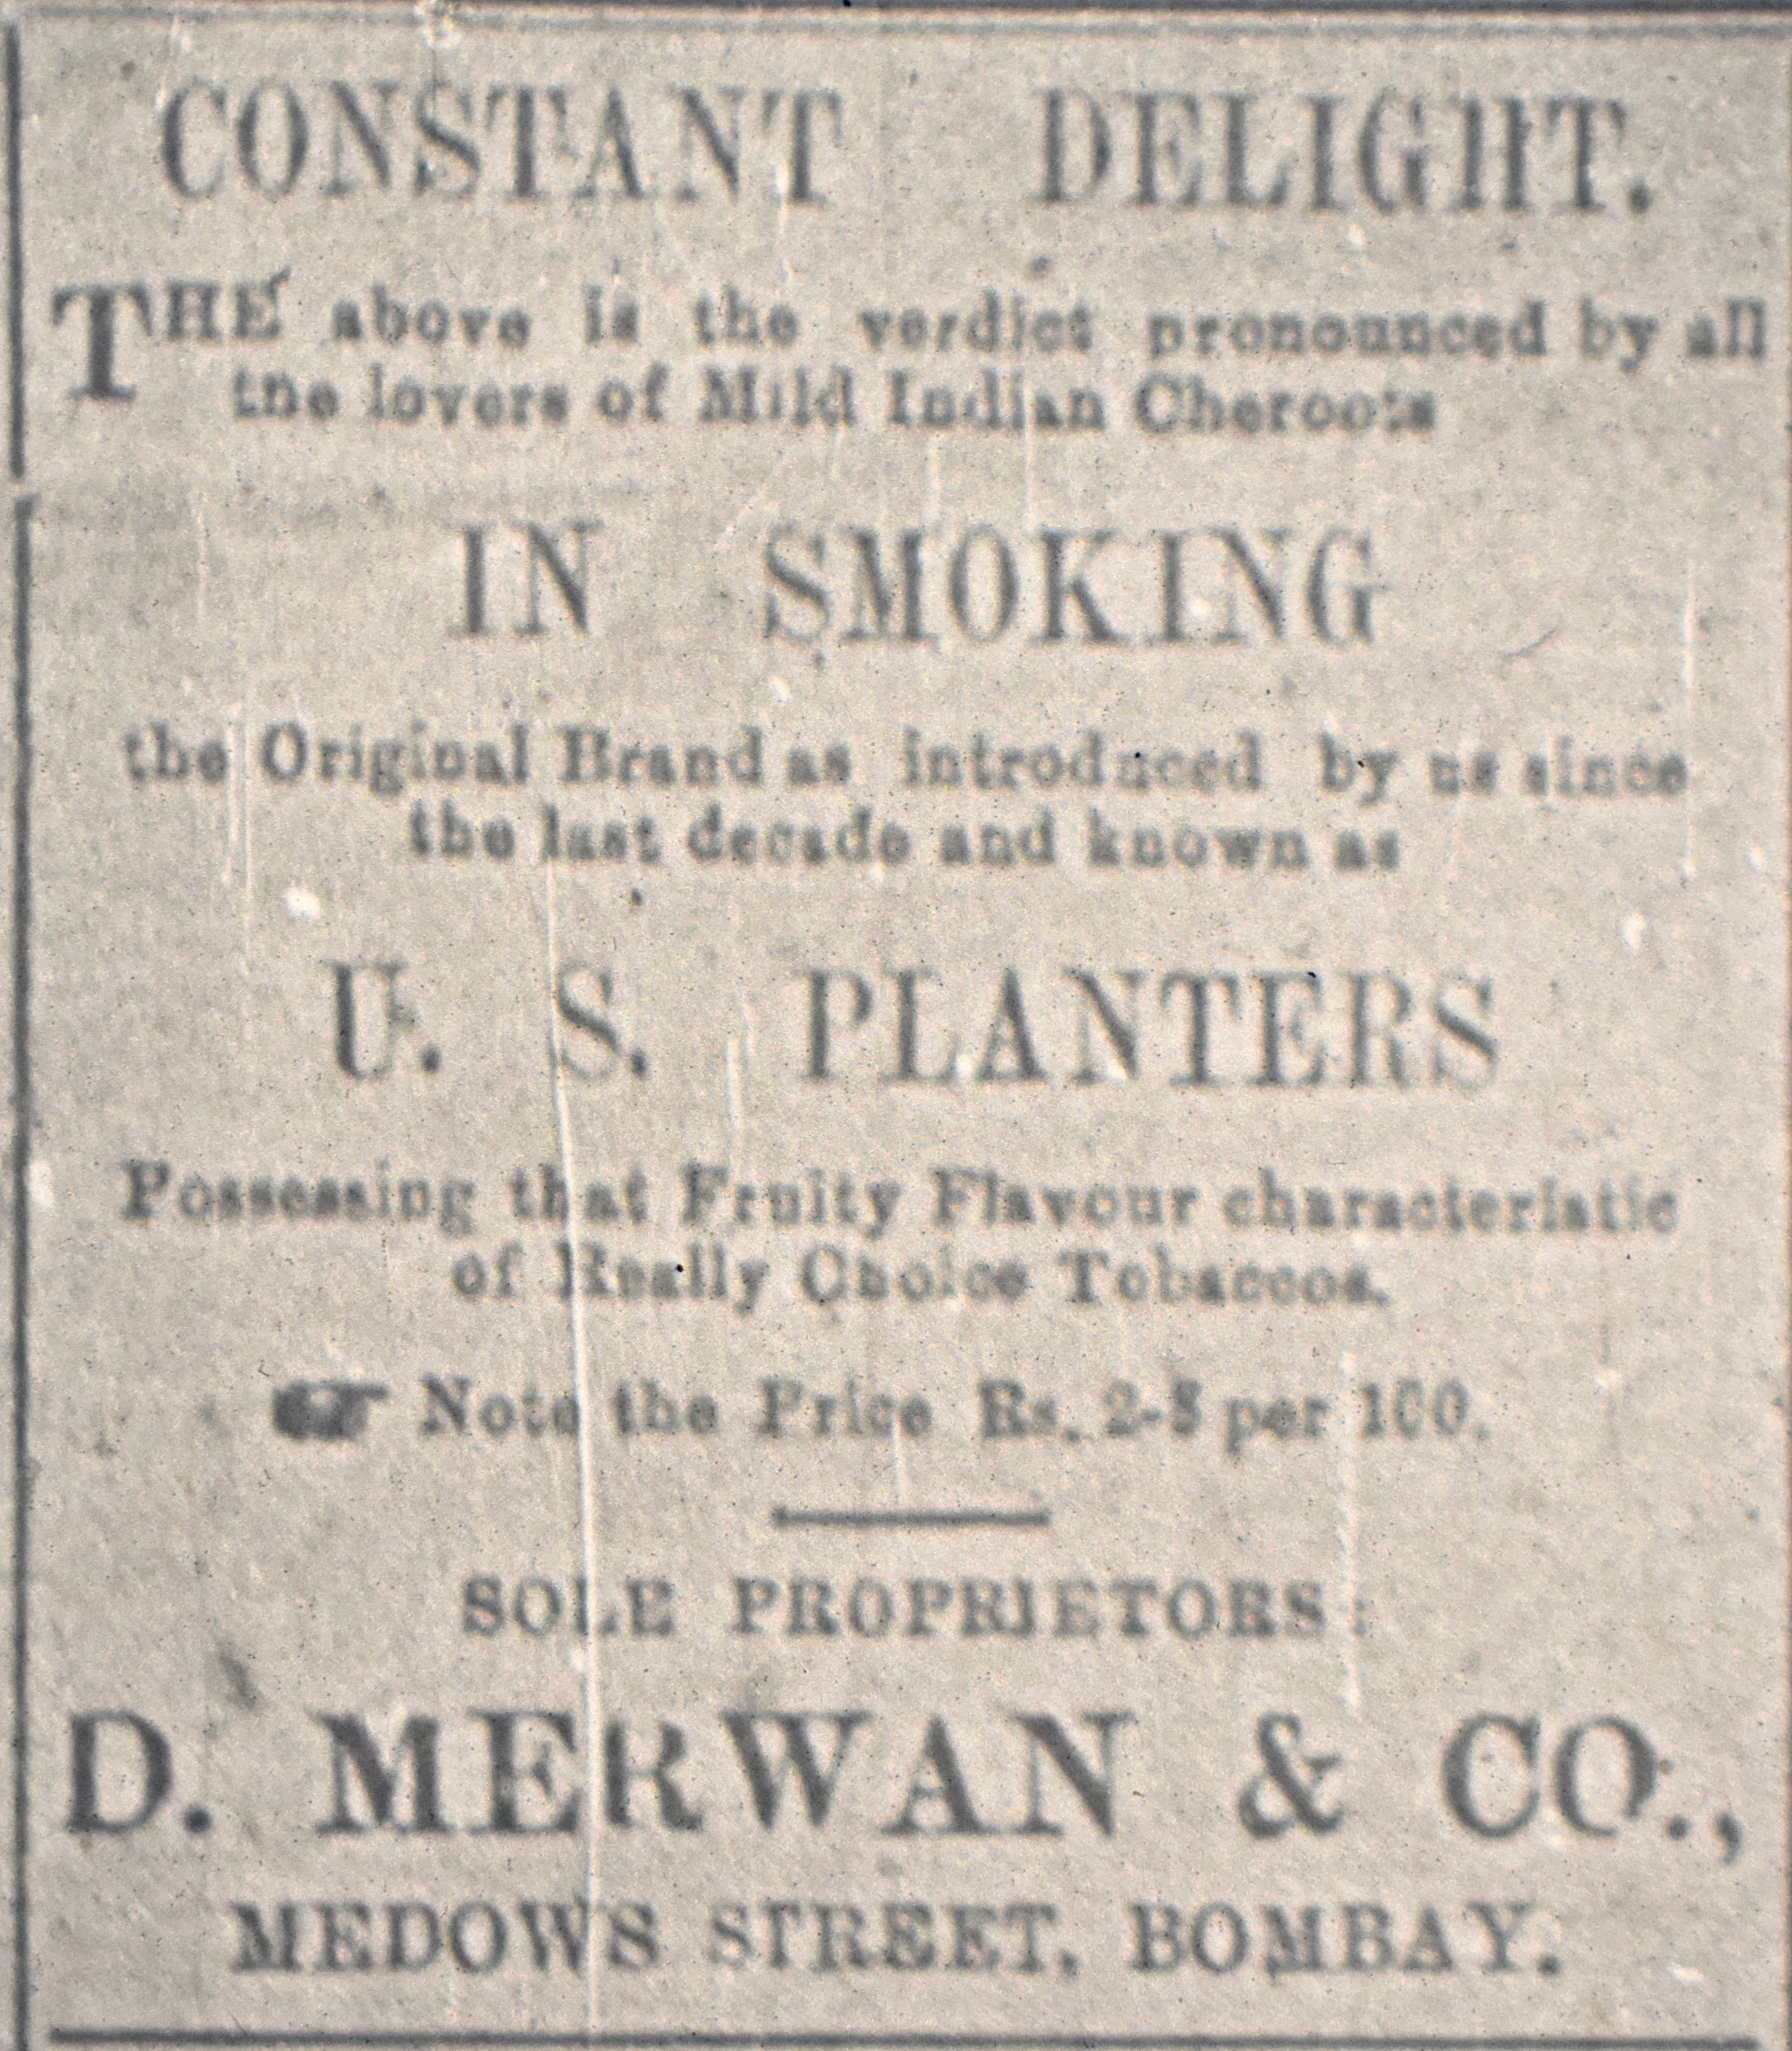 CONSTANT DELIGHT.
THE above is the verdict pronounced by all
the lovers of Mild Indian Cheroots
IN SMOKING
the Original Brand as introduced by us since
the last decade and known as
U. S. PLANTERS
Possessing that Fruity Flavour characteristic
of Really Choice Tobaccos.
☛ Note the Price Rs. 2-8 per 100.
SOLE PROPRIETORS:
D. MERWAN & CO.,
MEDOWS STREET, BOMBAY.